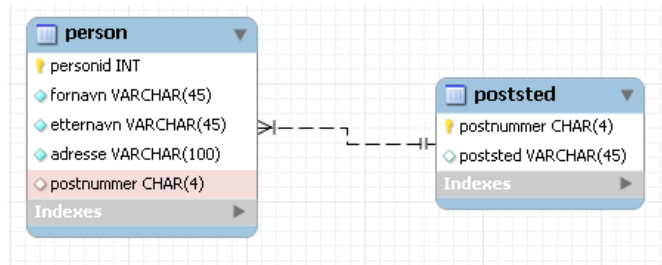 person
personid INT
fornavn VARCHAR(45)
etternavn VARCHAR(45)
adresse VARCHAR(100)
postnummer CHAR(4)
Indexes
poststed
postnummer CHAR(4)
poststed VARCHAR(45)
Indexes